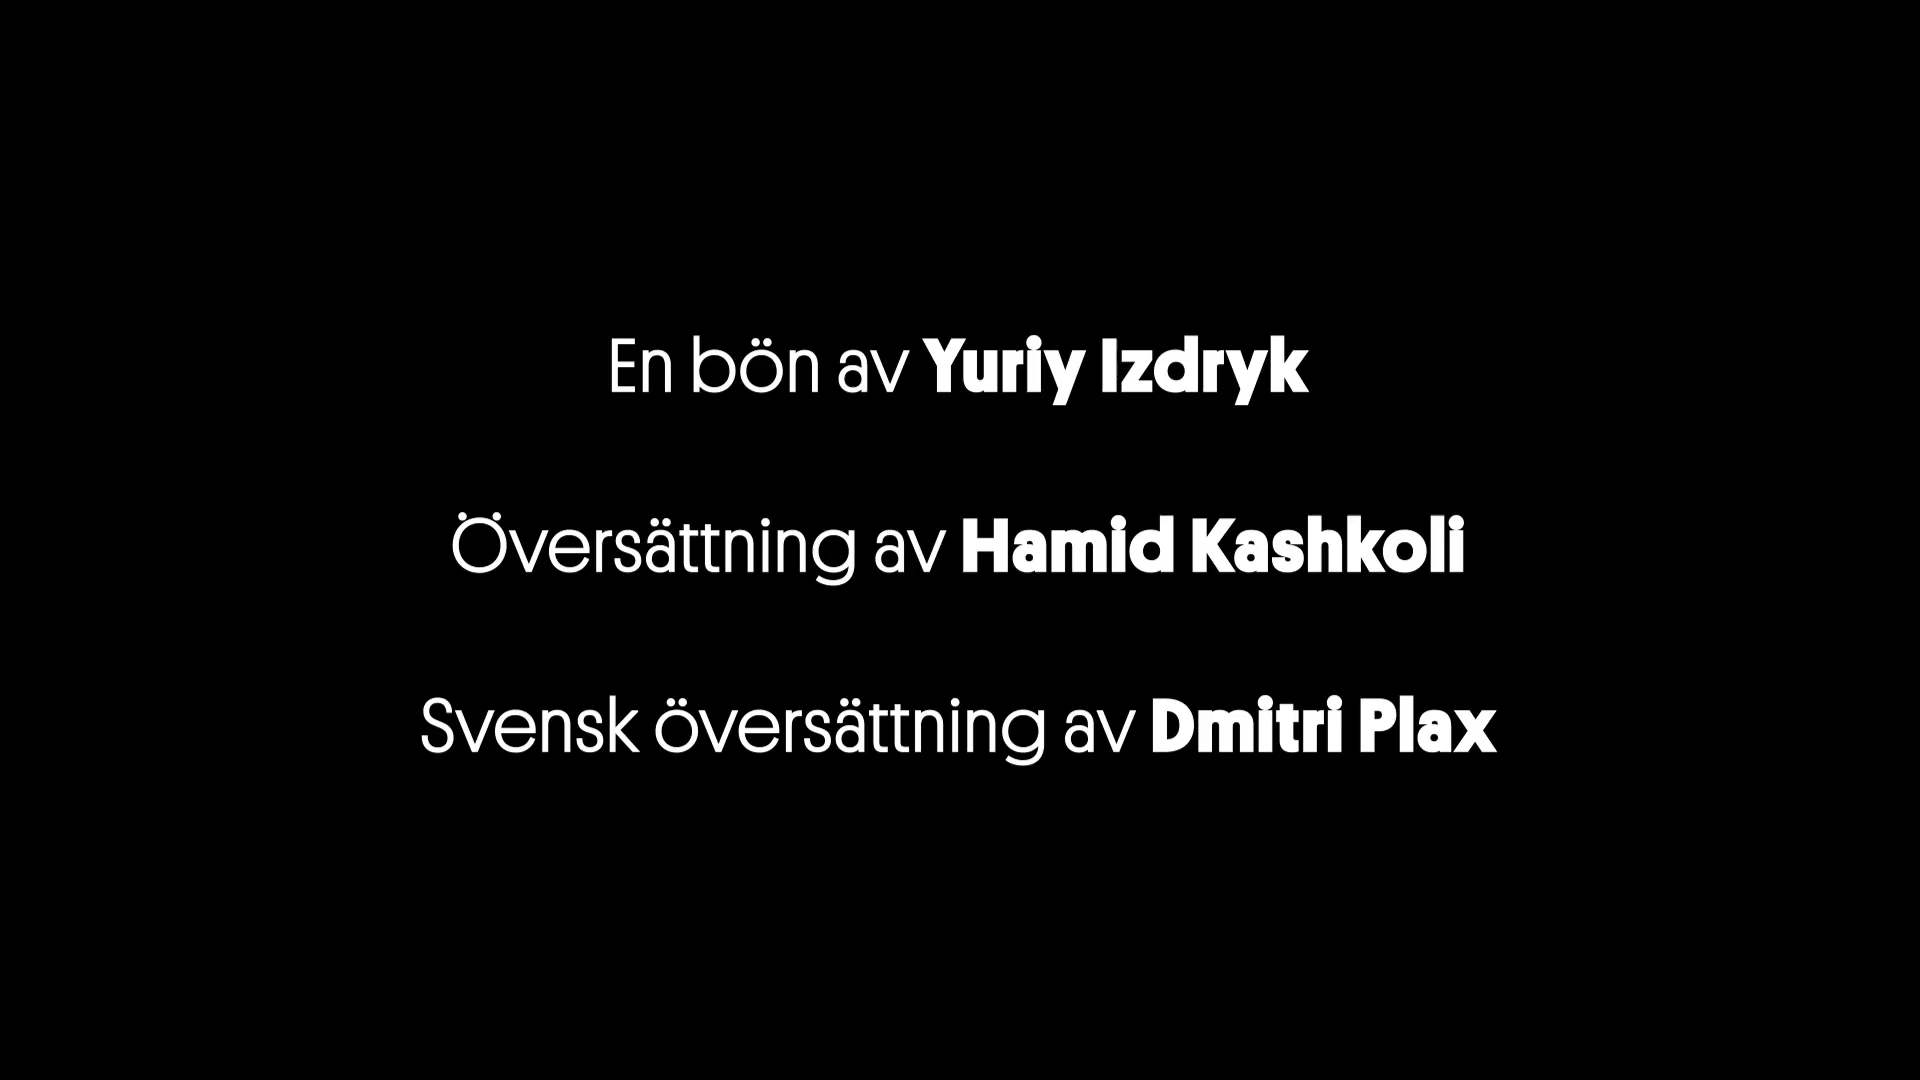 En bön av Yuriy Izdryk
Översättning av Hamid Kashkoli
Svensk översättning av Dmitri Plax